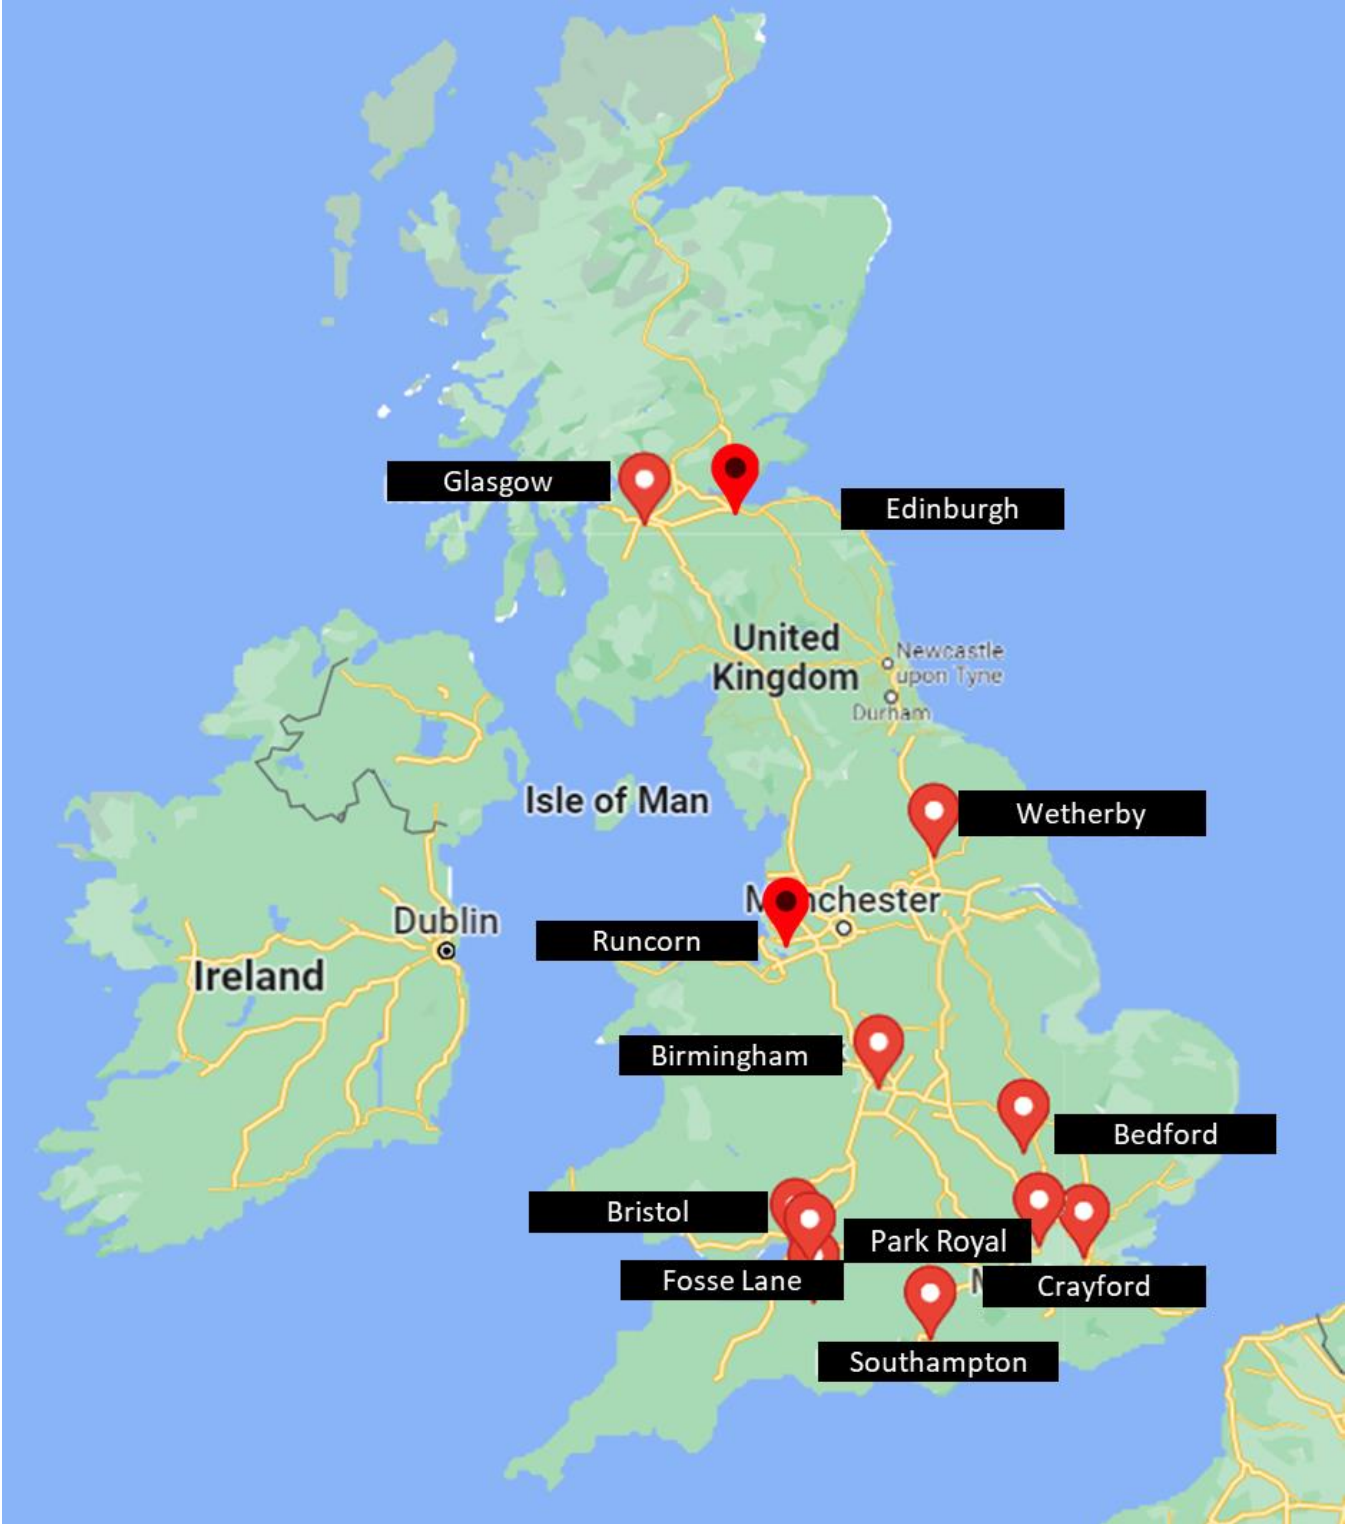 Glasgow
Edinburgh
United
Kingdom
Newcastle
upon Tyne
Durham
Isle of Man
Wetherby
Dublin
Runcorn
Ireland
Birmingham
Bedford
Bristol
Park Royal
Fosse Lane
Crayford
Southampton